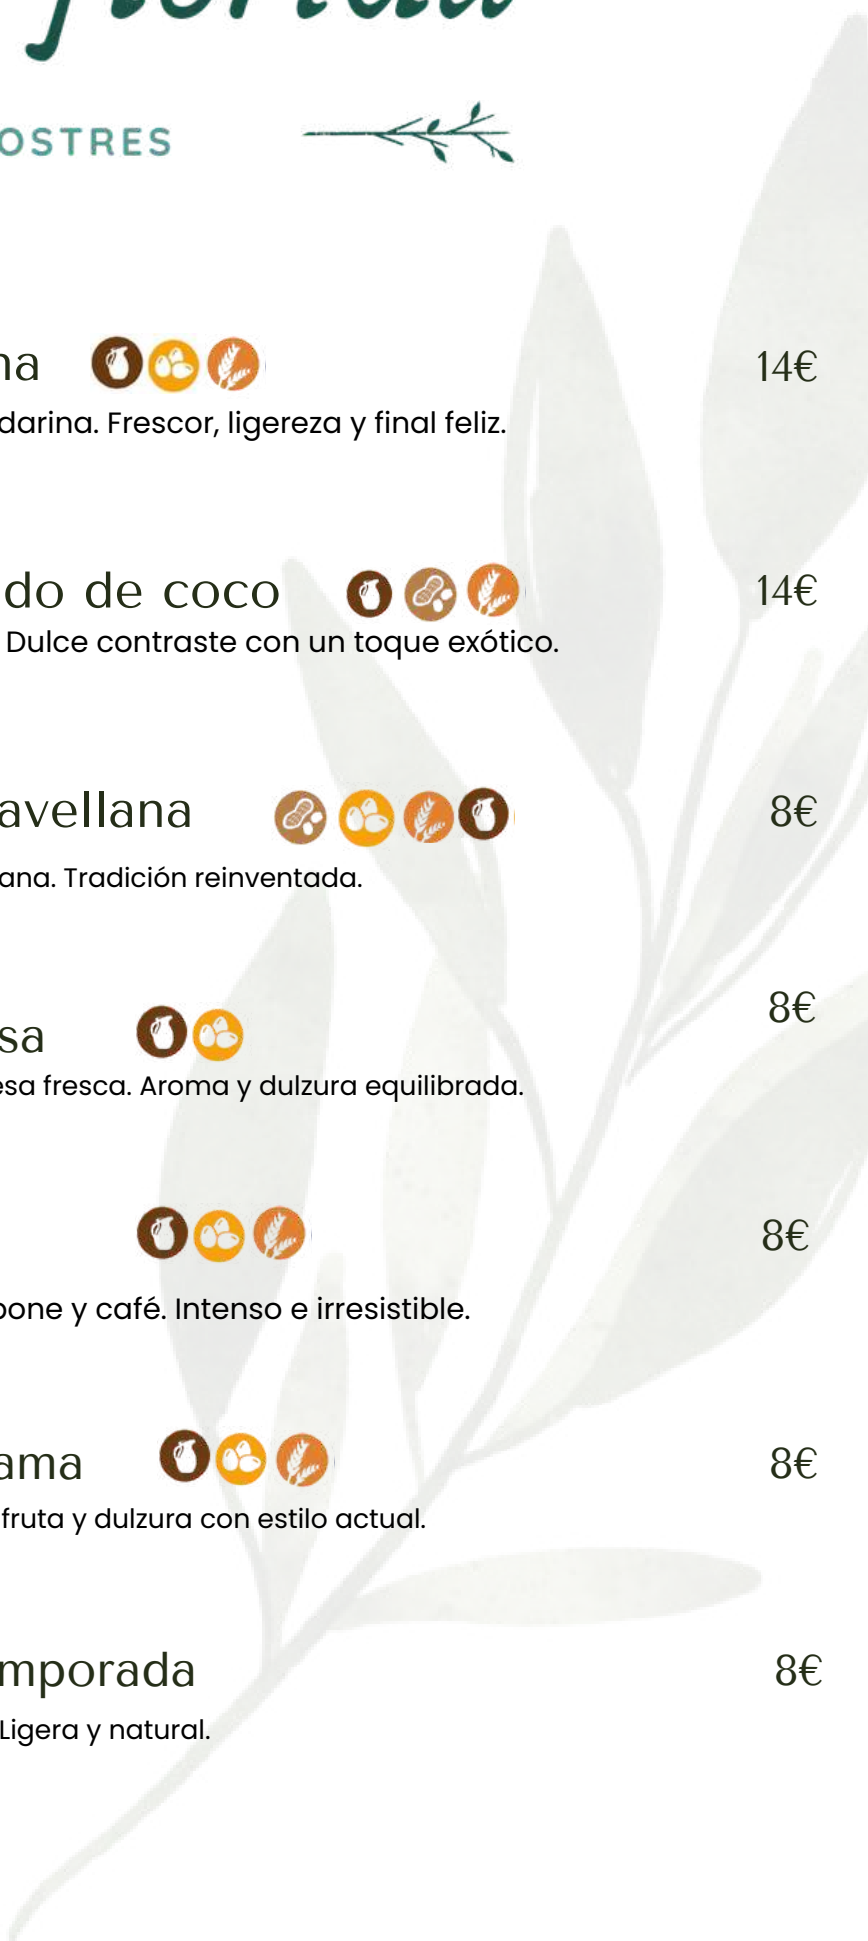 florida
OSTRES
na 14€
darina. Frescor, ligereza y final feliz.
do de coco 14€
Dulce contraste con un toque exótico.
avellana 8€
ana. Tradición reinventada.
sa 8€
esa fresca. Aroma y dulzura equilibrada.
8€
pone y café. Intenso e irresistible.
ama 8€
fruta y dulzura con estilo actual.
mporada 8€
Ligera y natural.